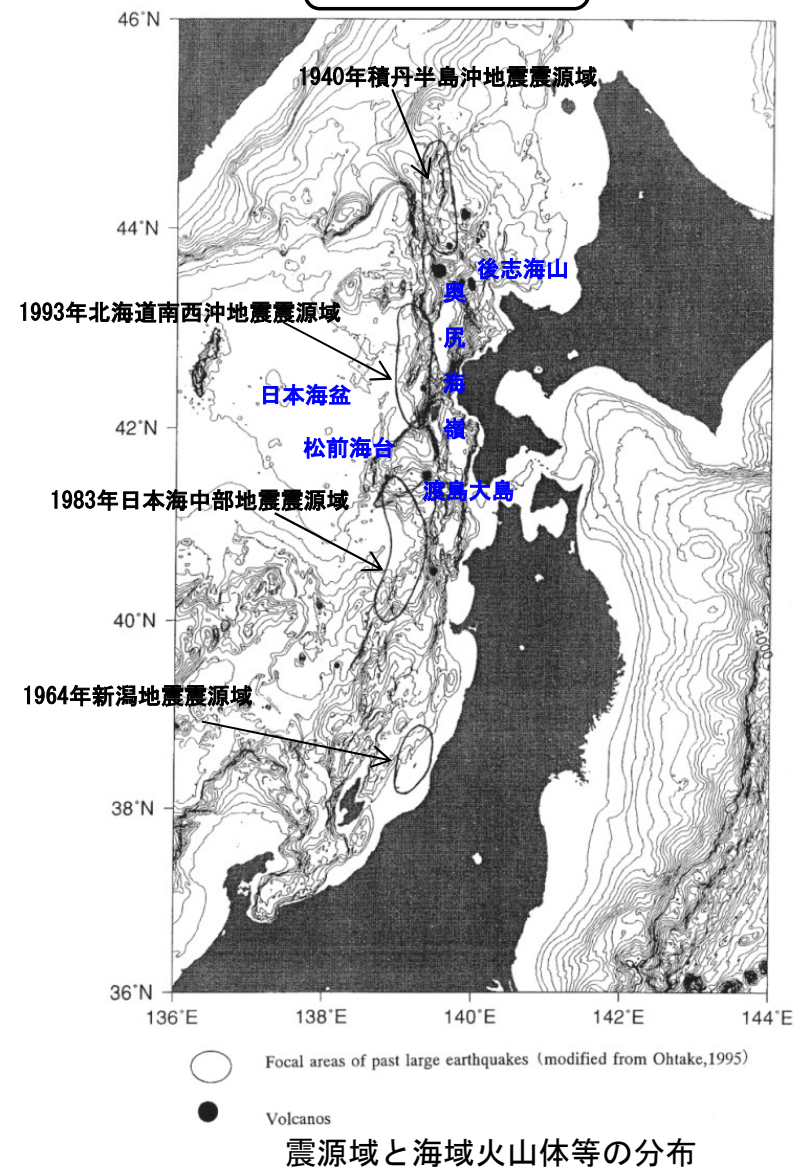 46°N
1940年積丹半島沖地震震源域
44°N
後志海山
奥尻海嶺
1993年北海道南西沖地震震源域
日本海盆
42°N
松前海台
渡島大島
1983年日本海中部地震震源域
40°N
4000
1964年新潟地震震源域
38°N
36°N
136°E
138°E
140°E
142°E
144°E
Focal areas of past large earthquakes (modified from Ohtake,1995)
Volcanos
震源域と海域火山体等の分布